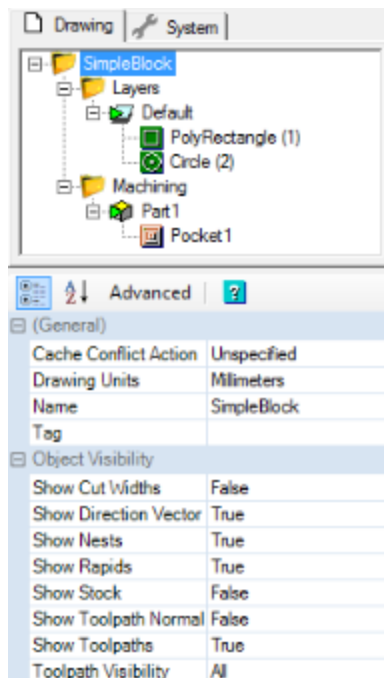 Drawing System
SimpleBlock
Layers
Default
PolyRectangle (1)
Circle (2)
Machining
Part1
Pocket1
Advanced
(General)
Cache Conflict Action Unspecified
Drawing Units Millimeters
Name SimpleBlock
Tag
Object Visibility
Show Cut Widths False
Show Direction Vector True
Show Nests True
Show Rapids True
Show Stock False
Show Toolpath Normal False
Show Toolpaths True
Toolpath Visibility All